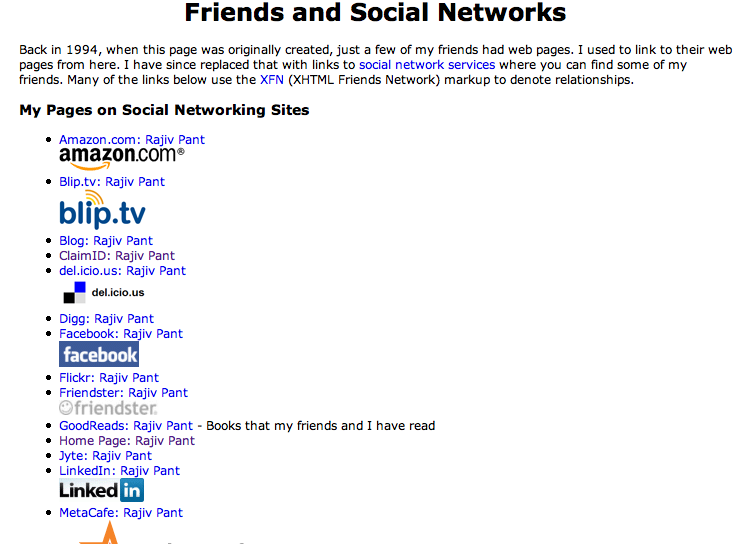 Friends and Social Networks
Back in 1994, when this page was originally created, just a few of my friends had web pages. I used to link to their web
pages from here. I have since replaced that with links to social network services where you can find some of my
friends. Many of the links below use the XFN (XHTML Friends Network) markup to denote relationships.
My Pages on Social Networking Sites
Amazon.com: Rajiv Pant
amazon.com®
Blip.tv: Rajiv Pant
blip.tv
Blog: Rajiv Pant
ClaimID: Rajiv Pant
del.icio.us: Rajiv Pant
del.icio.us
Digg: Rajiv Pant
Facebook: Rajiv Pant
facebook
Flickr: Rajiv Pant
Friendster: Rajiv Pant
friendster.
GoodReads: Rajiv Pant - Books that my friends and I have read
Home Page: Rajiv Pant
Jyte: Rajiv Pant
LinkedIn: Rajiv Pant
Linked in
MetaCafe: Rajiv Pant